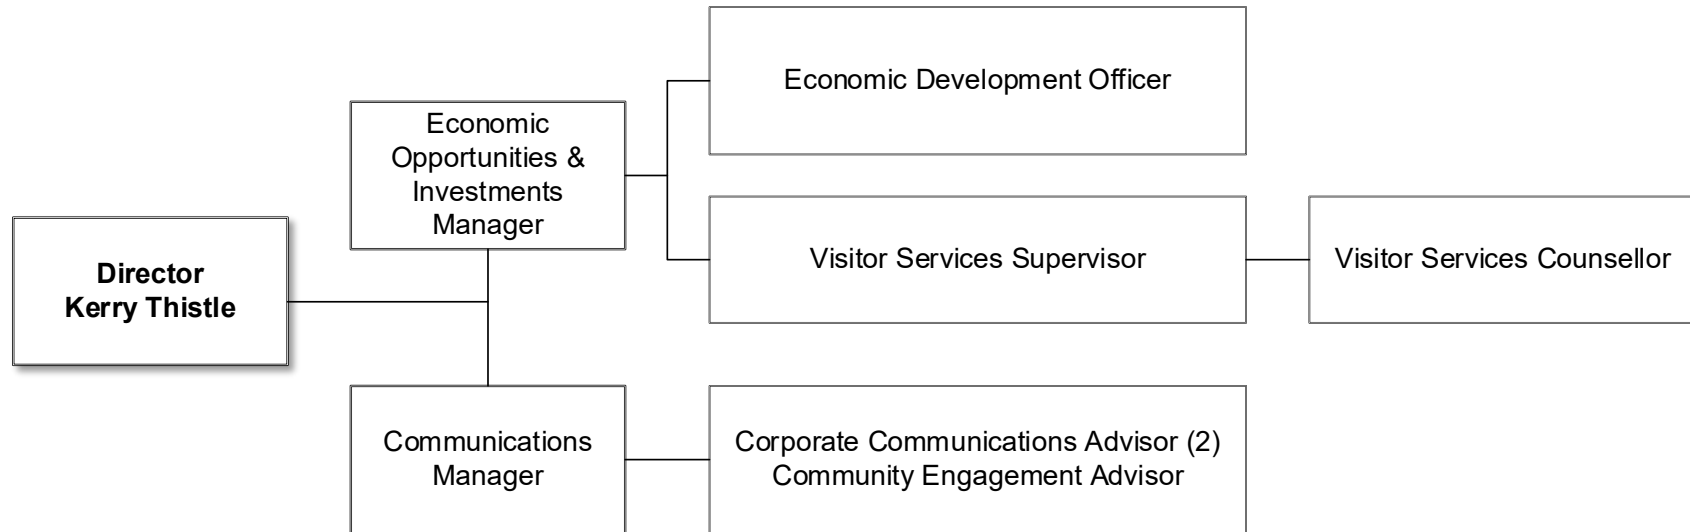 Director
Kerry Thistle
Economic
Opportunities &
Investments
Manager
Economic Development Officer
Visitor Services Supervisor
Visitor Services Counsellor
Communications
Manager
Corporate Communications Advisor (2)
Community Engagement Advisor